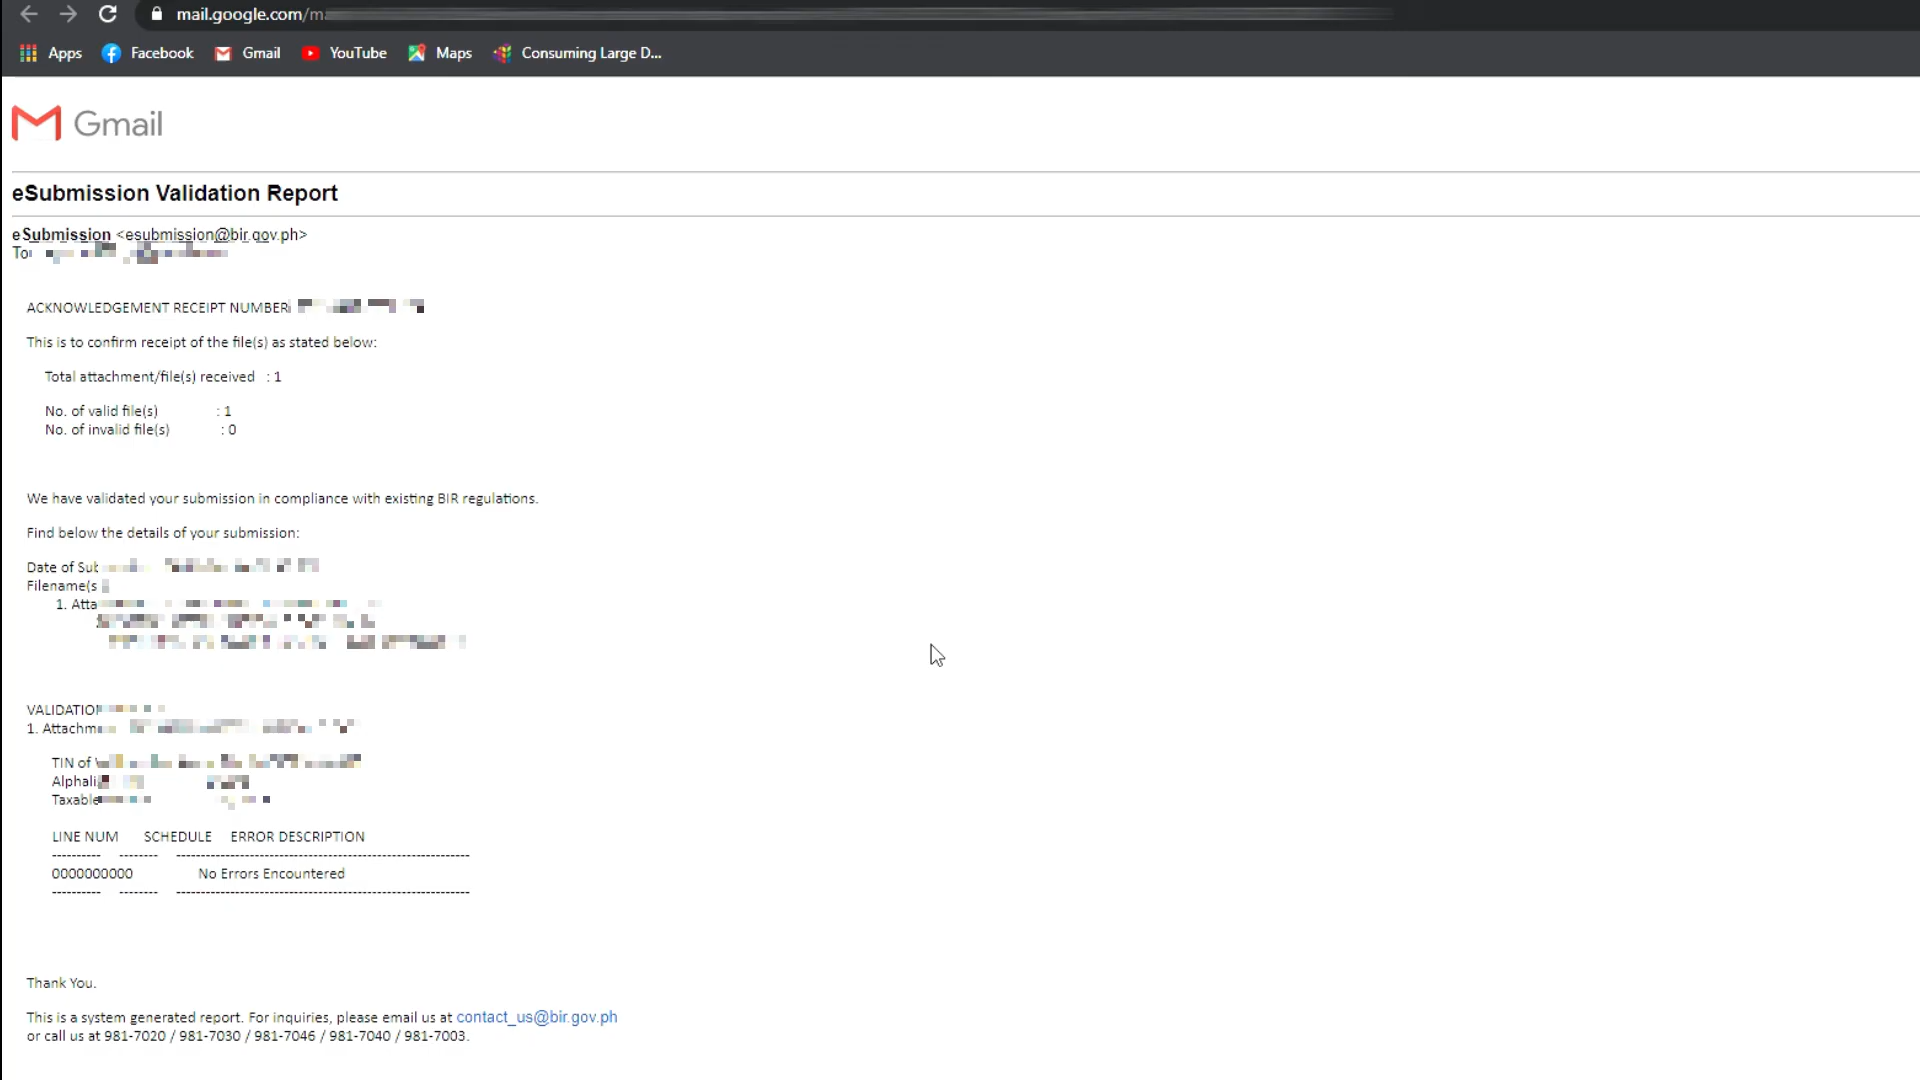 mail.google.com/m
Apps Facebook Gmail YouTube Maps Consuming Large D...
Gmail
eSubmission Validation Report
eSubmission <esubmission@bir.gov.ph>
To
ACKNOWLEDGEMENT RECEIPT NUMBER
This is to confirm receipt of the file(s) as stated below:
Total attachment/file(s) received : 1
No. of valid file(s) : 1
No. of invalid file(s) : 0
We have validated your submission in compliance with existing BIR regulations.
Find below the details of your submission:
Date of
Filename(s
1.
1.
TIN of
LINE NUM SCHEDULE ERROR DESCRIPTION
---------- -------- ------------------------------------------------------------
0000000000 No Errors Encountered
---------- -------- ------------------------------------------------------------
Thank You.
This is a system generated report. For inquiries, please email us at contact_us@bir.gov.ph
or call us at 981-7020 / 981-7030 / 981-7046 / 981-7040 / 981-7003.